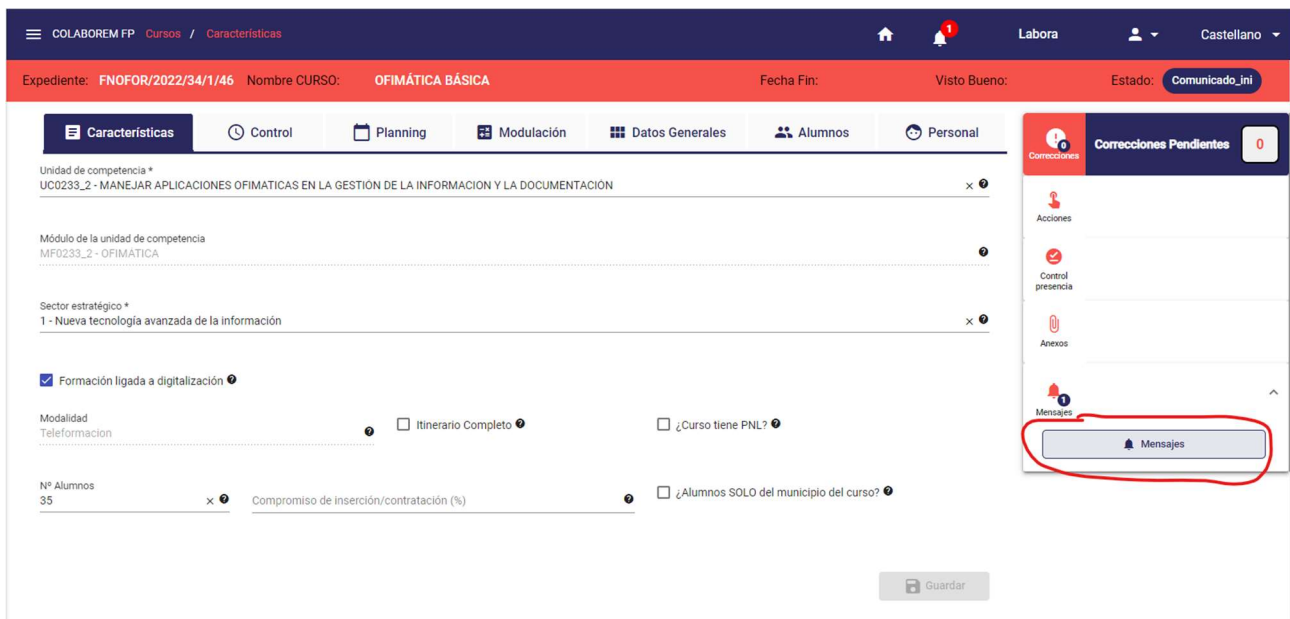 COLABOREM FP Cursos / Características 1 Labora Castellano
Expediente: FNOFOR/2022/34/1/46 Nombre CURSO: OFIMÁTICA BÁSICA Fecha Fin: Visto Bueno: Estado: Comunicado_ini
Características Control Planning Modulación Datos Generales Alumnos Personal
Unidad de competencia *
UC0233_2 - MANEJAR APLICACIONES OFIMATICAS EN LA GESTIÓN DE LA INFORMACION Y LA DOCUMENTACIÓN
Módulo de la unidad de competencia
MF0233_2 - OFIMÁTICA
Sector estratégico *
1 - Nueva tecnología avanzada de la información
Formación ligada a digitalización
Modalidad
Teleformacion
Itinerario Completo
¿Curso tiene PNL?
Nº Alumnos
35
Compromiso de inserción/contratación (%)
¿Alumnos SOLO del municipio del curso?
Guardar
0
Correcciones
Correcciones Pendientes 0
Acciones
Control
presencia
Anexos
1
Mensajes
Mensajes